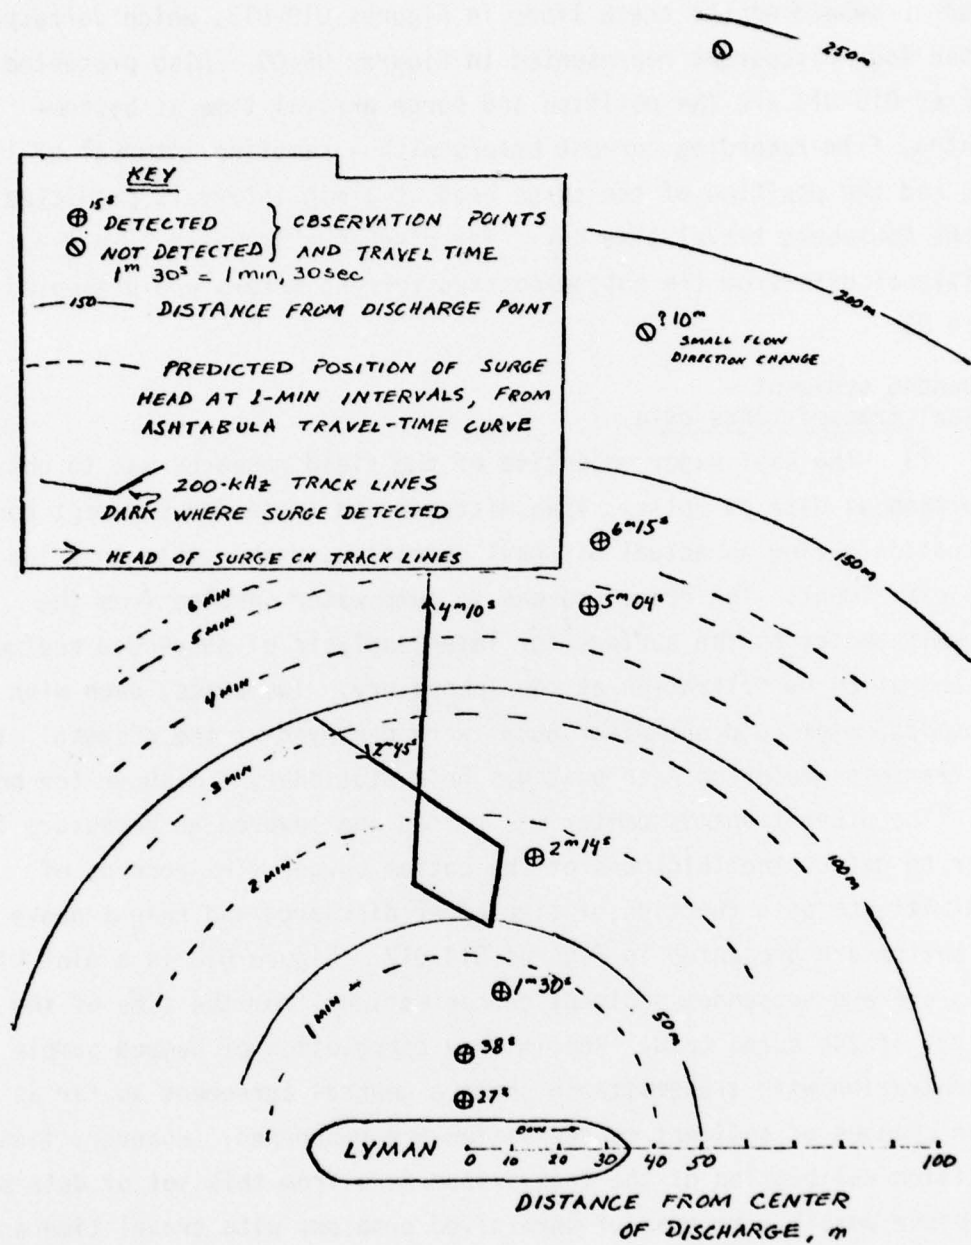 250m
KEY
15s DETECTED } OBSERVATION POINTS
NOT DETECTED } AND TRAVEL TIME
1m 30s = 1 min, 30sec
150 DISTANCE FROM DISCHARGE POINT
PREDICTED POSITION OF SURGE
HEAD AT 1-MIN INTERVALS, FROM
ASHTABULA TRAVEL-TIME CURVE
200-kHz TRACK LINES
DARK WHERE SURGE DETECTED
HEAD OF SURGE ON TRACK LINES
200m
?10m
SMALL FLOW
DIRECTION CHANGE
150M
6m15s
5m04s
6 MIN
5 MIN
4m10s
4 MIN
2m45s
3 MIN
100M
2m14s
2 MIN
1m30s
50m
1 MIN
38s
27s
BOW
LYMAN
0 10 20 30 40 50 100
DISTANCE FROM CENTER
OF DISCHARGE, m